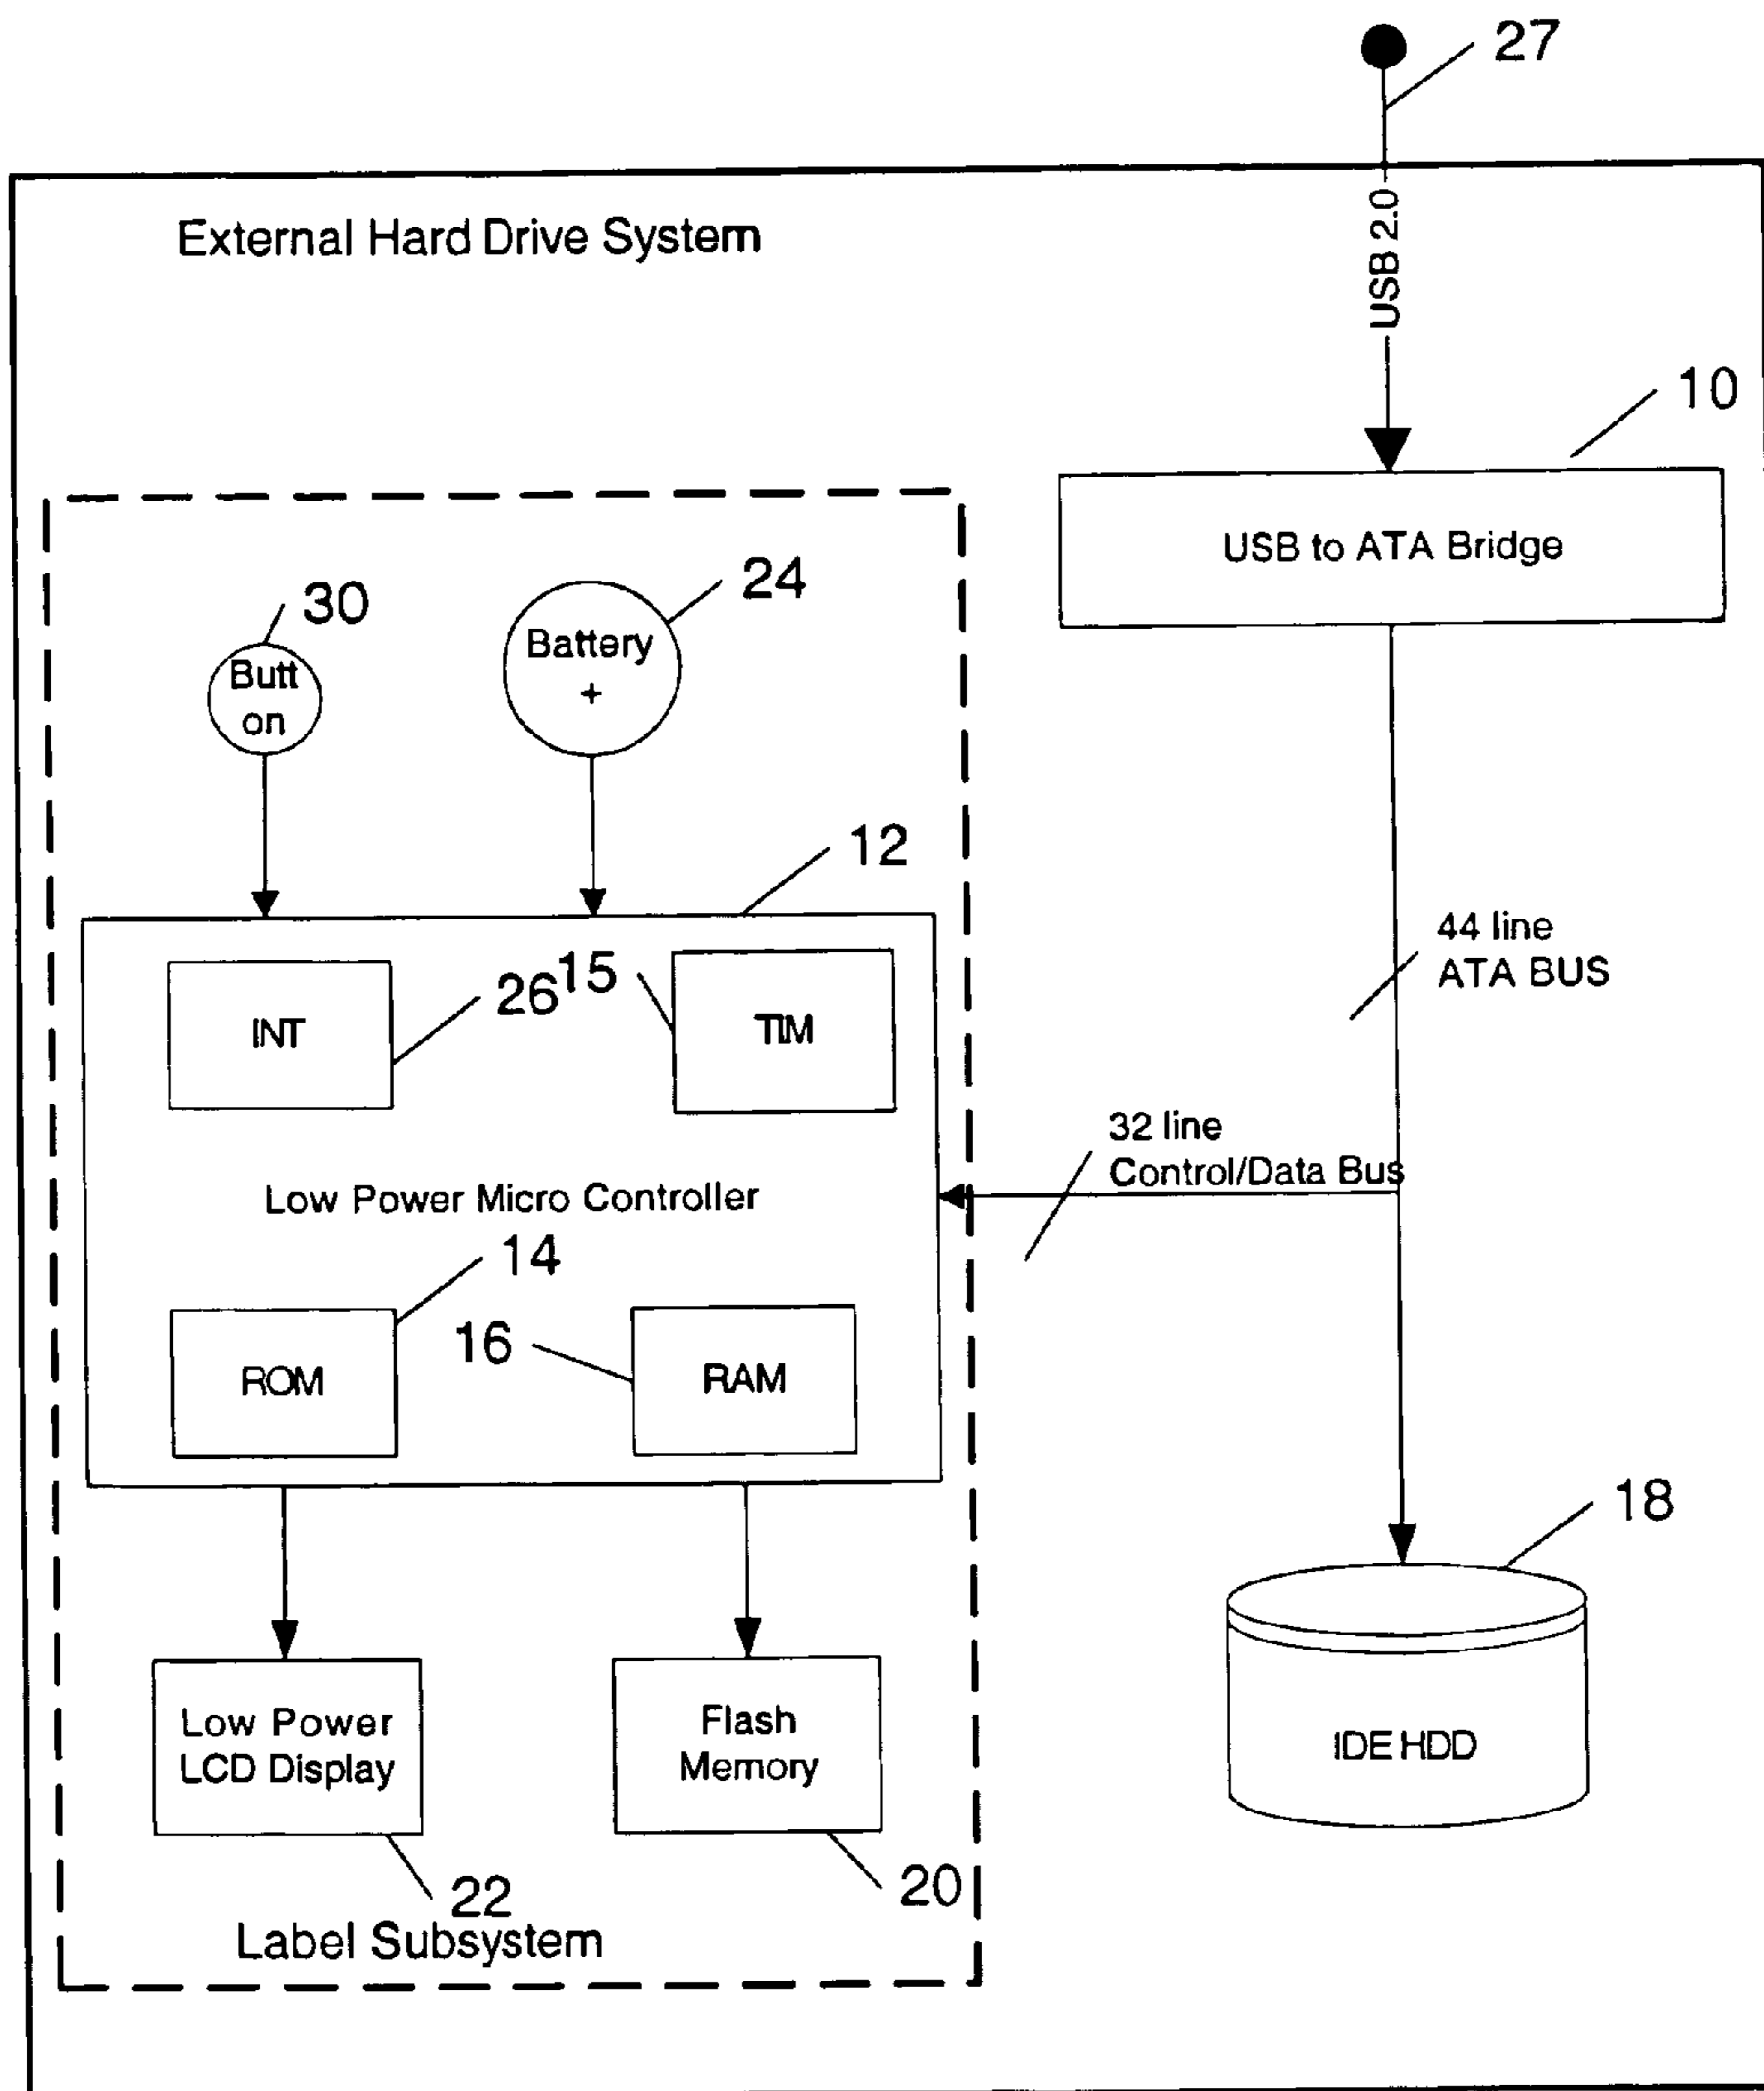 27
External Hard Drive System
USB 2.0
10
USB to ATA Bridge
30
24
Butt
on
Battery
+
12
44 line
ATA BUS
26
15
INT
TIM
32 line
Control/Data Bus
Low Power Micro Controller
14
16
ROM
RAM
18
Low Power
LCD Display
Flash
Memory
IDE HDD
22
20
Label Subsystem